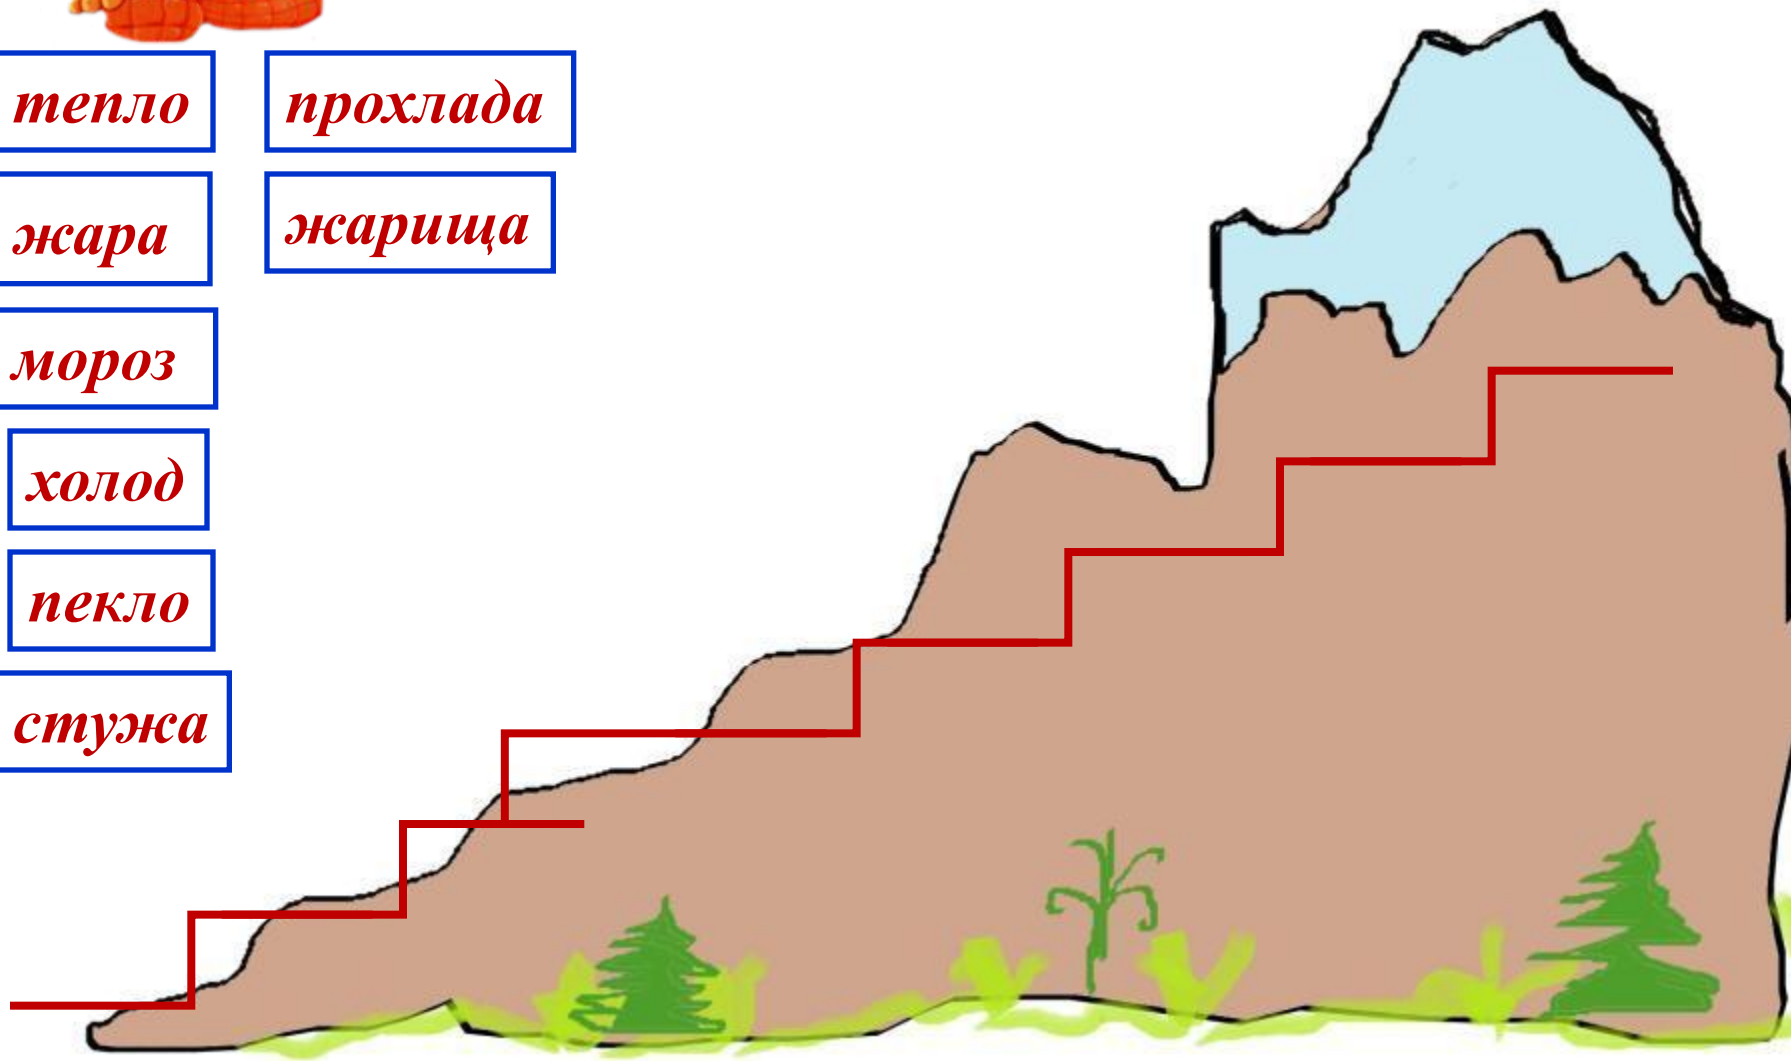 тепло прохлада
жара жарища
мороз
холод
пекло
стужа